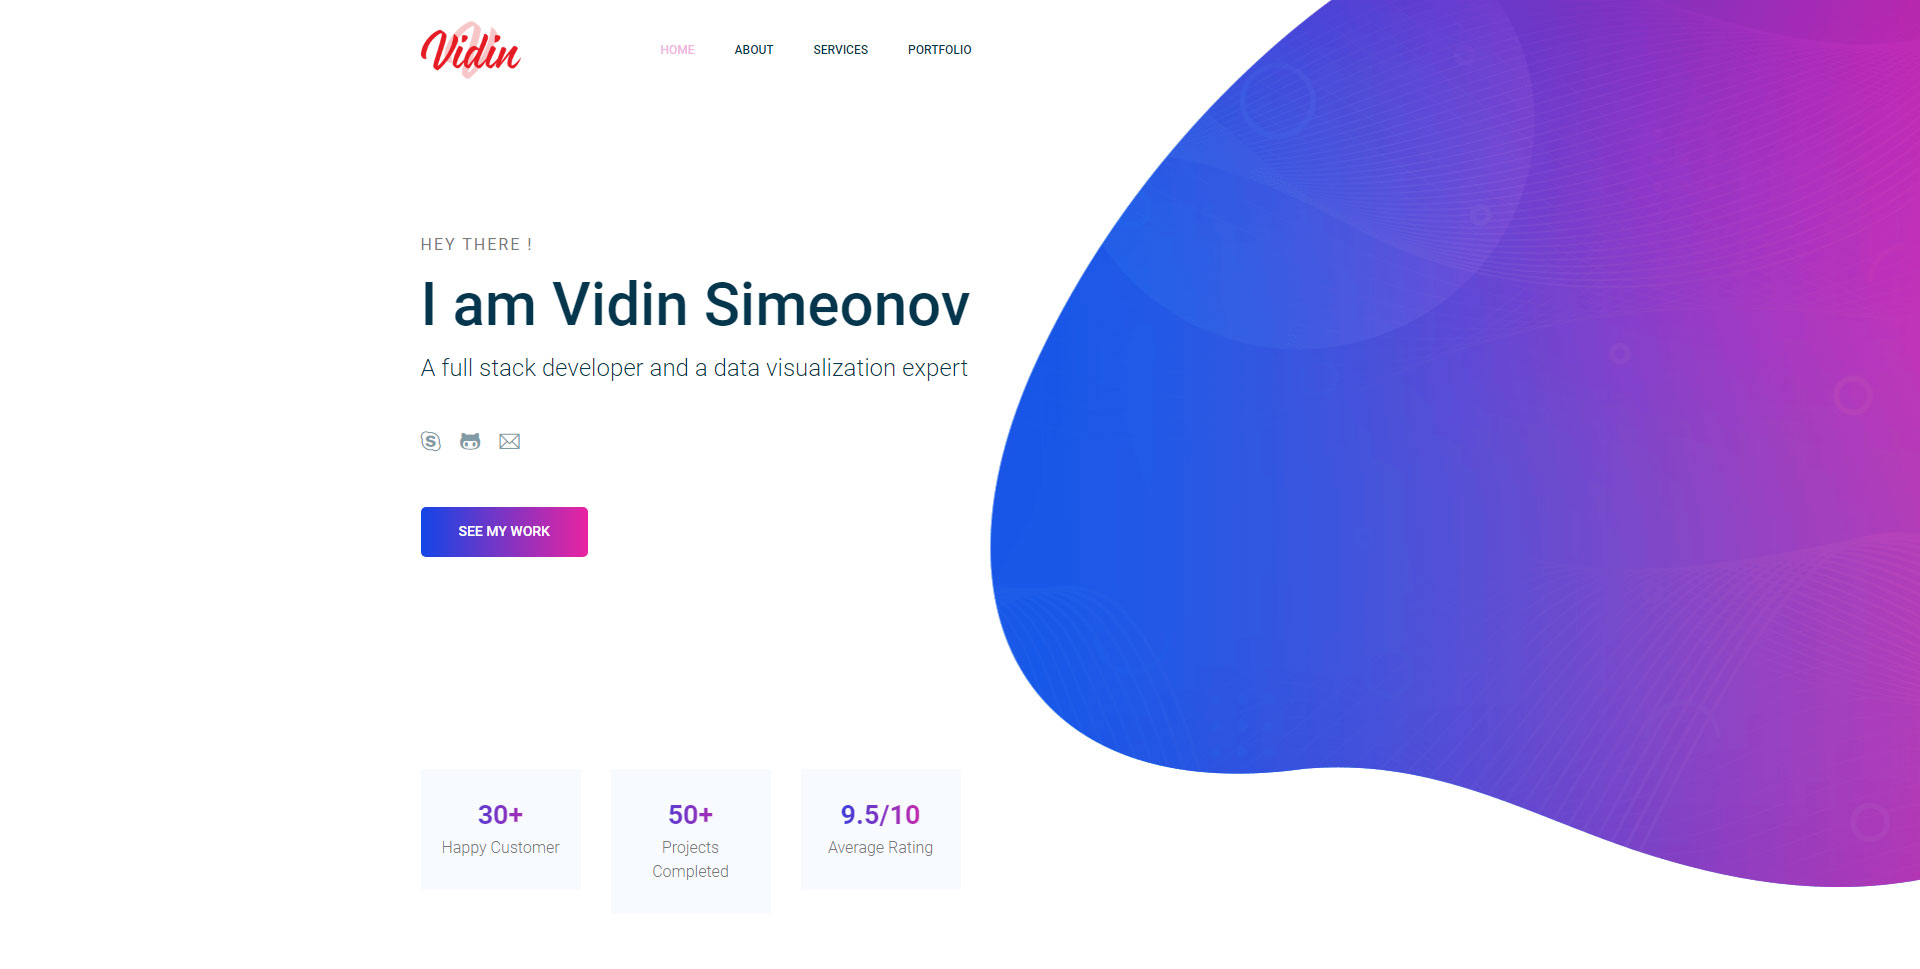 Vidin
HOME ABOUT SERVICES PORTFOLIO
HEY THERE !
I am Vidin Simeonov
A full stack developer and a data visualization expert
SEE MY WORK
30+
Happy Customer
50+
Projects
Completed
9.5/10
Average Rating